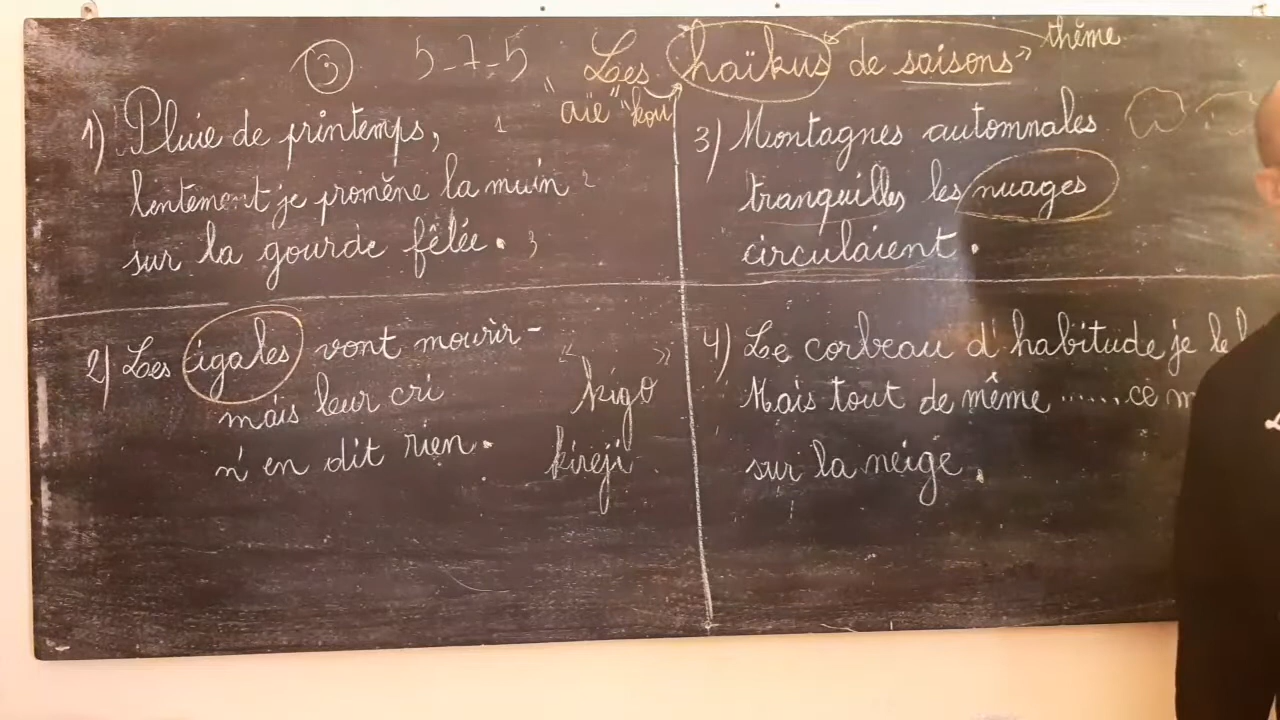 ③ 5-7-5 Les haïkus de saisons" thème
"aïe" "kou"
1) Pluie de printemps, 1
lentement je promène la main 2
sur la gourde fêlée. 3
2) Les cigales vont mourir -
mais leur cri
n'en dit rien.
"kigo"
kireji
3) Montagnes automnales
tranquilles, les nuages
circulaient.
4) Le corbeau d'habitude je le
Mais tout de même ......ce m
sur la neige.